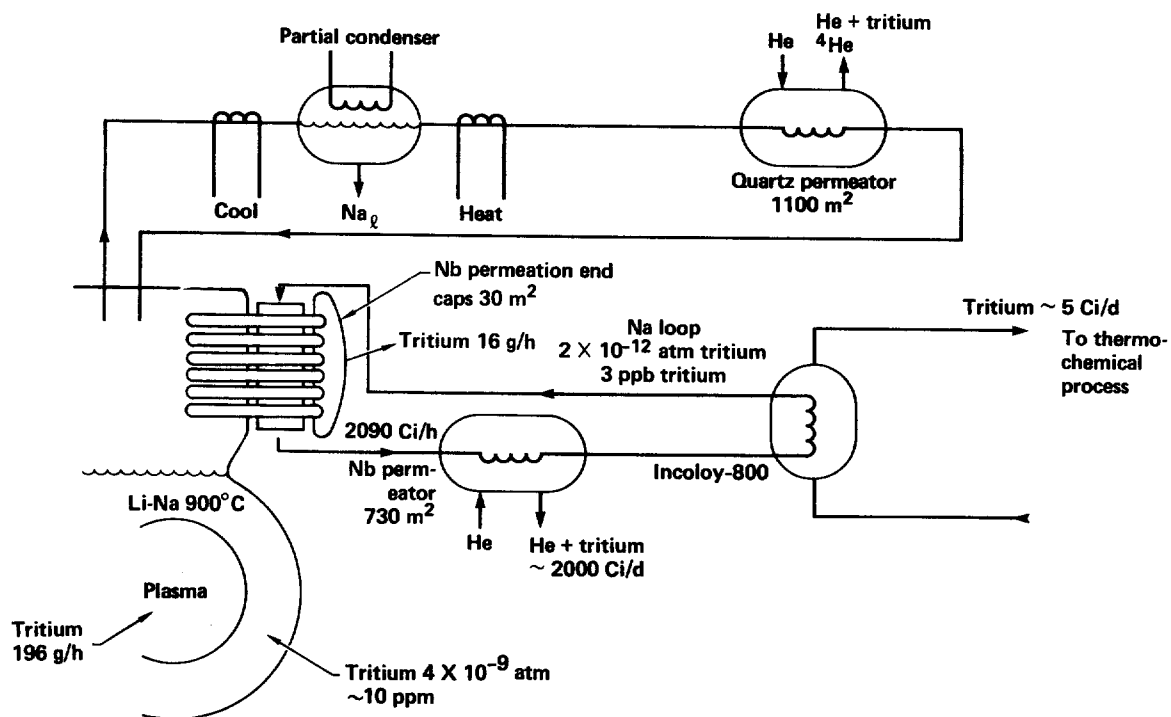 Partial condenser
He
He + tritium
⁴He
Cool
Na_ℓ
Heat
Quartz permeator
1100 m²
Nb permeation end
caps 30 m²
Tritium 16 g/h
Na loop
2 × 10⁻¹² atm tritium
3 ppb tritium
Tritium ~ 5 Ci/d
To thermo-
chemical
process
2090 Ci/h
Nb perm-
eator
730 m²
Incoloy-800
He
He + tritium
~ 2000 Ci/d
Li-Na 900°C
Plasma
Tritium
196 g/h
Tritium 4 × 10⁻⁹ atm
~10 ppm